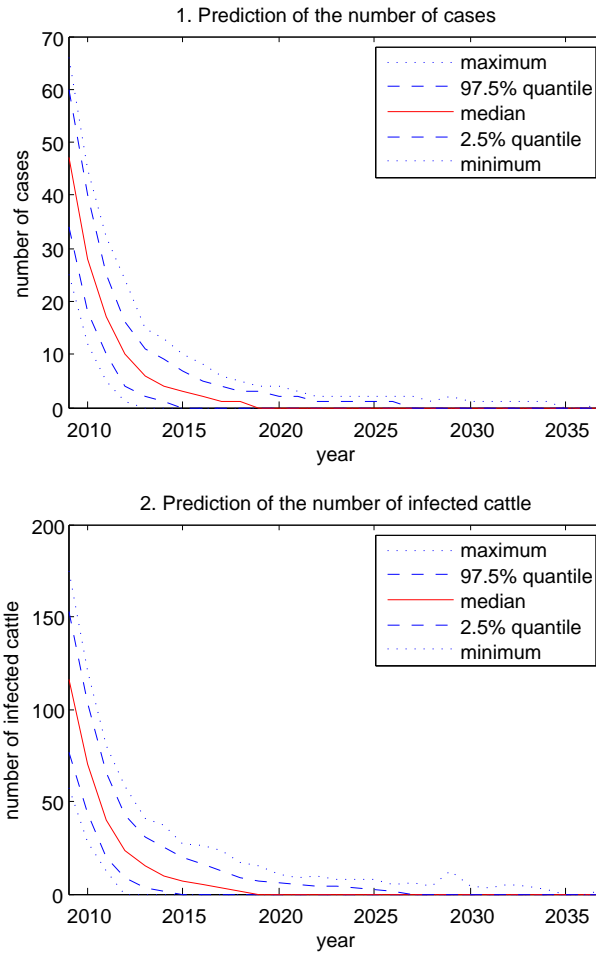 1. Prediction of the number of cases
70
60
50
40
30
20
10
0
number of cases
maximum
97.5% quantile
median
2.5% quantile
minimum
2010 2015 2020 2025 2030 2035
year
2. Prediction of the number of infected cattle
200
150
100
50
0
number of infected cattle
maximum
97.5% quantile
median
2.5% quantile
minimum
2010 2015 2020 2025 2030 2035
year